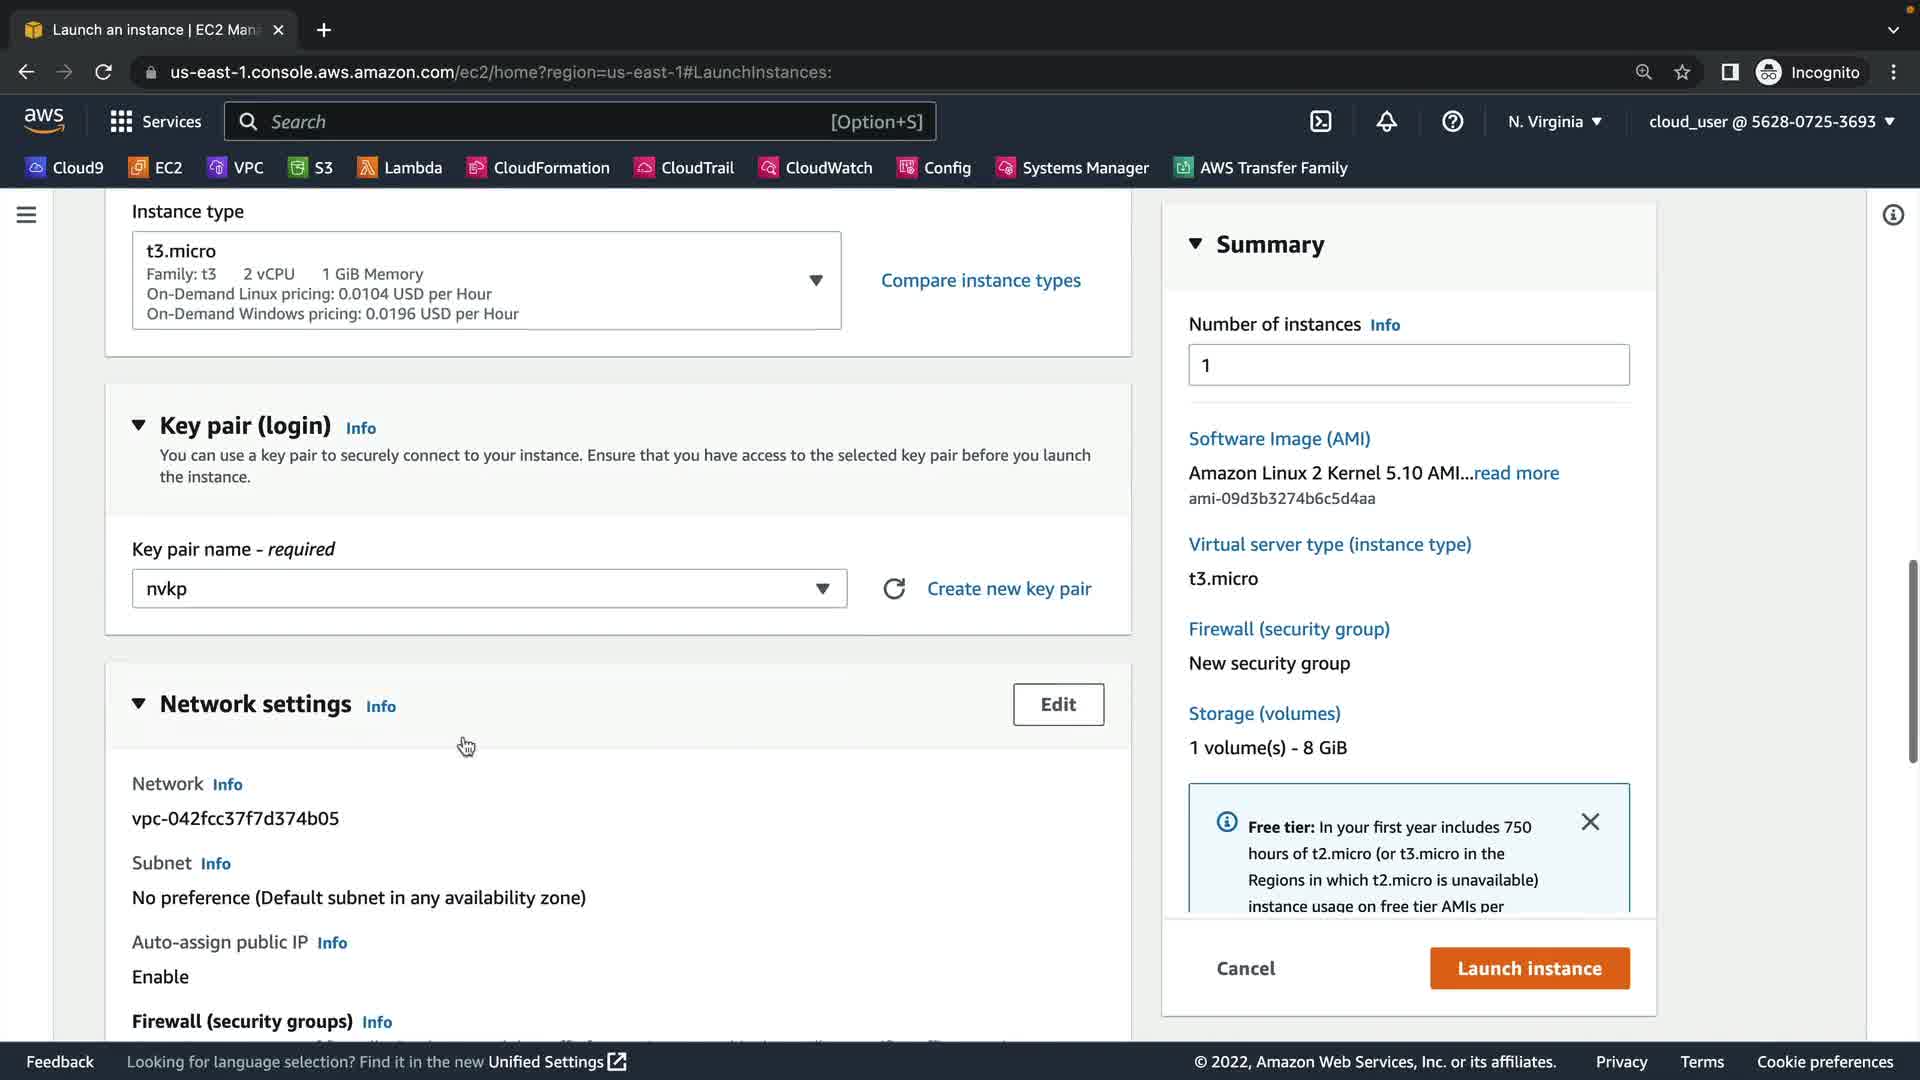 Launch an instance | EC2 Mana
us-east-1.console.aws.amazon.com/ec2/home?region=us-east-1#LaunchInstances:
Incognito
aws
Services
Search
[Option+S]
N. Virginia
cloud_user @ 5628-0725-3693
Cloud9
EC2
VPC
S3
Lambda
CloudFormation
CloudTrail
CloudWatch
Config
Systems Manager
AWS Transfer Family
Instance type
t3.micro
Family: t3 2 vCPU 1 GiB Memory
On-Demand Linux pricing: 0.0104 USD per Hour
On-Demand Windows pricing: 0.0196 USD per Hour
Compare instance types
Key pair (login) Info
You can use a key pair to securely connect to your instance. Ensure that you have access to the selected key pair before you launch
the instance.
Key pair name - required
nvkp
Create new key pair
Network settings Info
Edit
Network Info
vpc-042fcc37f7d374b05
Subnet Info
No preference (Default subnet in any availability zone)
Auto-assign public IP Info
Enable
Firewall (security groups) Info
Summary
Number of instances Info
1
Software Image (AMI)
Amazon Linux 2 Kernel 5.10 AMI...read more
ami-09d3b3274b6c5d4aa
Virtual server type (instance type)
t3.micro
Firewall (security group)
New security group
Storage (volumes)
1 volume(s) - 8 GiB
Free tier: In your first year includes 750
hours of t2.micro (or t3.micro in the
Regions in which t2.micro is unavailable)
instance usage on free tier AMIs per
Cancel
Launch instance
Feedback
Looking for language selection? Find it in the new Unified Settings
© 2022, Amazon Web Services, Inc. or its affiliates.
Privacy
Terms
Cookie preferences